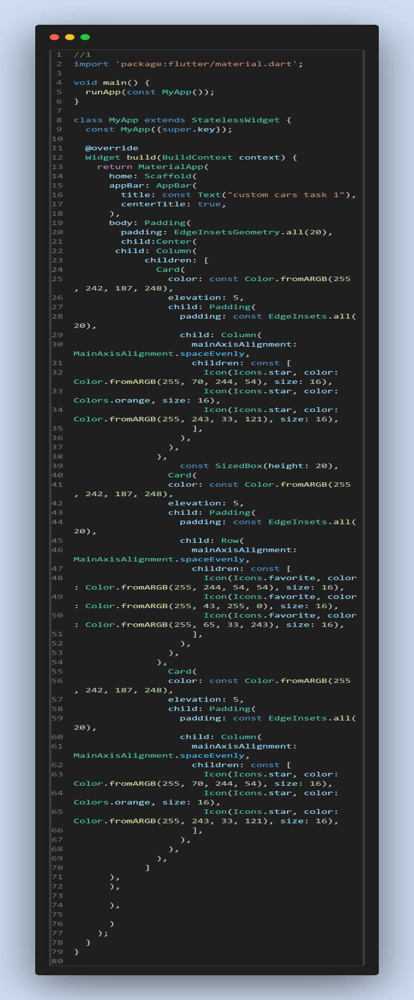 1 //1
2 import 'package:flutter/material.dart';
3
4 void main() {
5   runApp(const MyApp());
6 }
7
8 class MyApp extends StatelessWidget {
9   const MyApp({super.key});
10
11   @override
12   Widget build(BuildContext context) {
13     return MaterialApp(
14       home: Scaffold(
15       appBar: AppBar(
16         title: const Text("custom cars task 1"),
17         centerTitle: true,
18       ),
19       body: Padding(
20         padding: EdgeInsetsGeometry.all(20),
21         child:Center(
22        child: Column(
23             children: [
24               Card(
25                 color: const Color.fromARGB(255
, 242, 187, 248),
26                 elevation: 5,
27                 child: Padding(
28                   padding: const EdgeInsets.all(
20),
29                   child: Column(
30                     mainAxisAlignment:
MainAxisAlignment.spaceEvenly,
31                     children: const [
32                       Icon(Icons.star, color:
Color.fromARGB(255, 70, 244, 54), size: 16),
33                       Icon(Icons.star, color:
Colors.orange, size: 16),
34                       Icon(Icons.star, color:
Color.fromARGB(255, 243, 33, 121), size: 16),
35                     ],
36                   ),
37                 ),
38               ),
39                   const SizedBox(height: 20),
40                 Card(
41                 color: const Color.fromARGB(255
, 242, 187, 248),
42                 elevation: 5,
43                 child: Padding(
44                   padding: const EdgeInsets.all(
20),
45                   child: Row(
46                     mainAxisAlignment:
MainAxisAlignment.spaceEvenly,
47                     children: const [
48                       Icon(Icons.favorite, color
: Color.fromARGB(255, 244, 54, 54), size: 16),
49                       Icon(Icons.favorite, color
: Color.fromARGB(255, 43, 255, 0), size: 16),
50                       Icon(Icons.favorite, color
: Color.fromARGB(255, 65, 33, 243), size: 16),
51                     ],
52                   ),
53                 ),
54               ),
55                 Card(
56                 color: const Color.fromARGB(255
, 242, 187, 248),
57                 elevation: 5,
58                 child: Padding(
59                   padding: const EdgeInsets.all(
20),
60                   child: Column(
61                     mainAxisAlignment:
MainAxisAlignment.spaceEvenly,
62                     children: const [
63                       Icon(Icons.star, color:
Color.fromARGB(255, 70, 244, 54), size: 16),
64                       Icon(Icons.star, color:
Colors.orange, size: 16),
65                       Icon(Icons.star, color:
Color.fromARGB(255, 243, 33, 121), size: 16),
66                     ],
67                   ),
68                 ),
69               ),
70             ]
71       ),
72       ),
73
74       ),
75
76       )
77     );
78   }
79 }
80